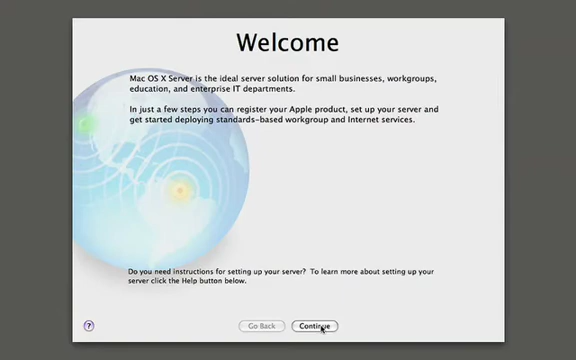 Welcome
Mac OS X Server is the ideal server solution for small businesses, workgroups,
education, and enterprise IT departments.
In just a few steps you can register your Apple product, set up your server and
get started deploying standards-based workgroup and Internet services.
Do you need instructions for setting up your server? To learn more about setting up your
server click the Help button below.
? Go Back Continue